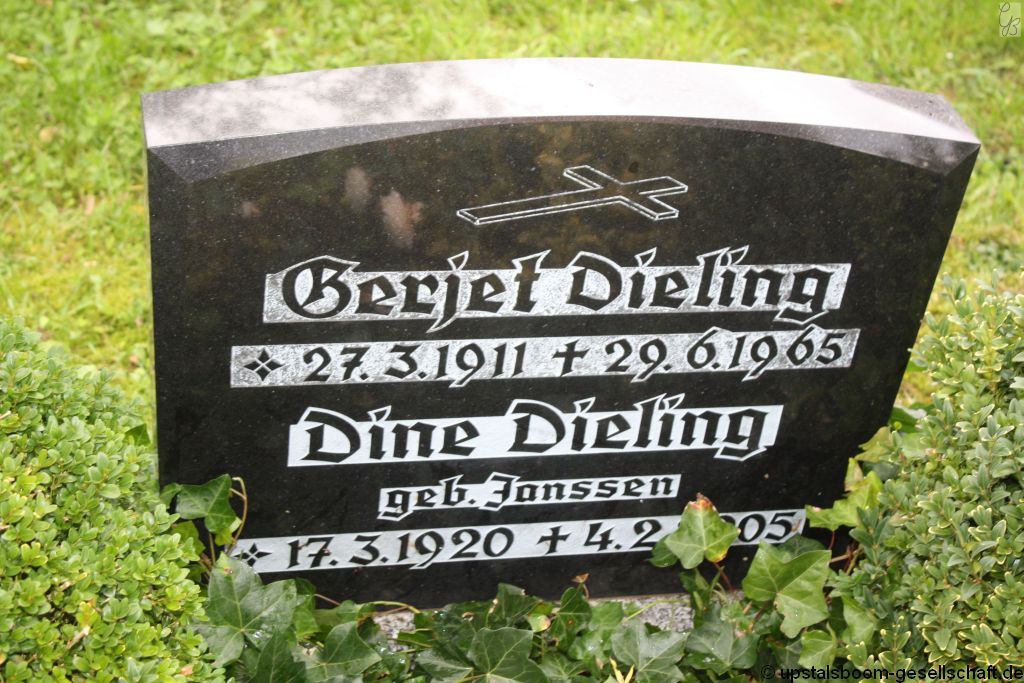 Gerjet Dieling
27.3.1911 † 29.6.1965
Dine Dieling
geb. Janssen
17.3.1920 † 4.2 005
© upstalsboom-gesellschaft.de